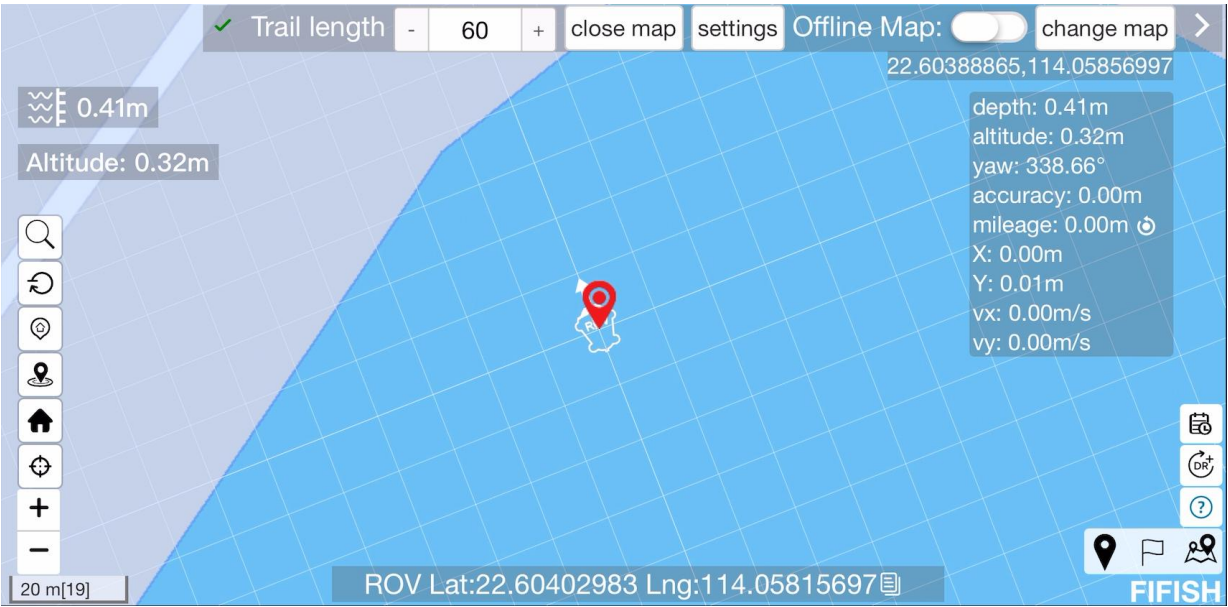 Trail length - 60 + close map settings Offline Map: change map
22.60388865,114.05856997
0.41m
Altitude: 0.32m
depth: 0.41m
altitude: 0.32m
yaw: 338.66°
accuracy: 0.00m
mileage: 0.00m
X: 0.00m
Y: 0.01m
vx: 0.00m/s
vy: 0.00m/s
DR+
?
20 m[19]
ROV Lat:22.60402983 Lng:114.05815697
FIFISH